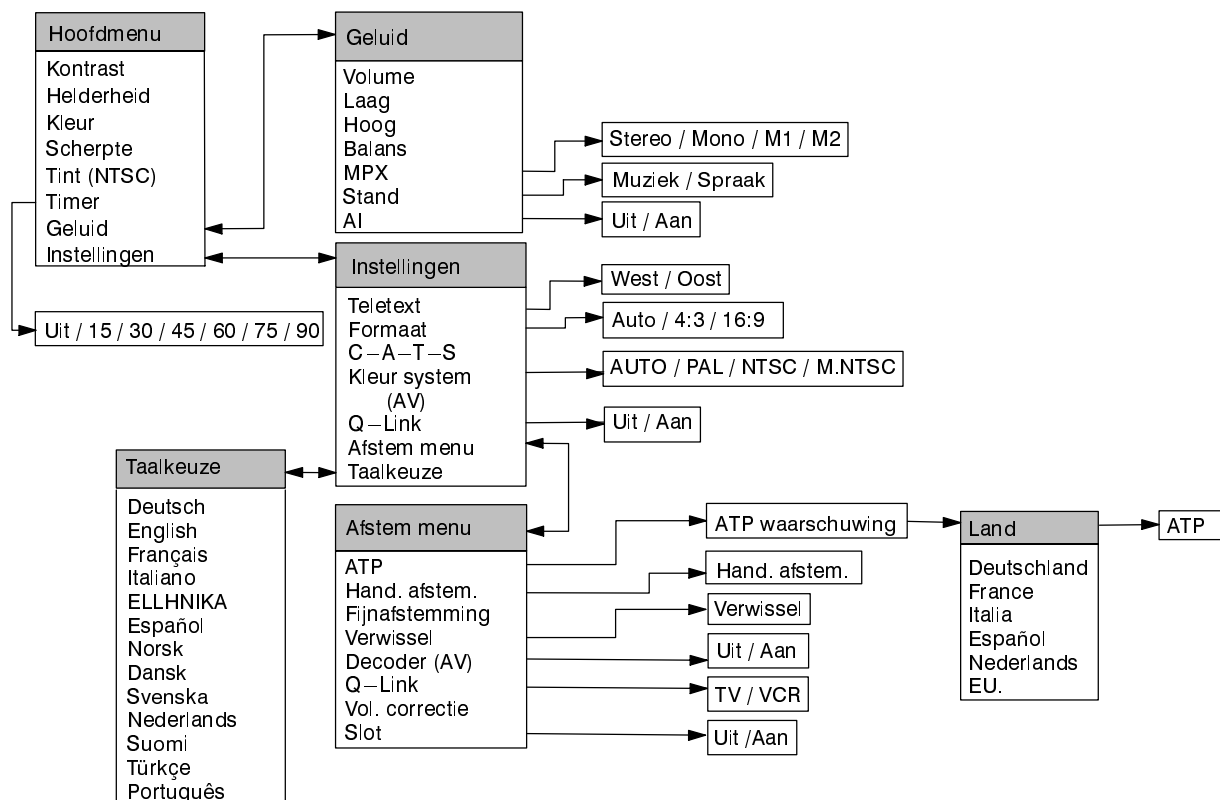 Hoofdmenu
Kontrast
Helderheid
Kleur
Scherpte
Tint (NTSC)
Timer
Geluid
Instellingen
Uit / 15 / 30 / 45 / 60 / 75 / 90
Geluid
Volume
Laag
Hoog
Balans
MPX
Stand
AI
Stereo / Mono / M1 / M2
Muziek / Spraak
Uit / Aan
Instellingen
Teletext
Formaat
C–A–T–S
Kleur system
(AV)
Q–Link
Afstem menu
Taalkeuze
West / Oost
Auto / 4:3 / 16:9
AUTO / PAL / NTSC / M.NTSC
Uit / Aan
Taalkeuze
Deutsch
English
Français
Italiano
ELLHNIKA
Español
Norsk
Dansk
Svenska
Nederlands
Suomi
Türkçe
Português
Afstem menu
ATP
Hand. afstem.
Fijnafstemming
Verwissel
Decoder (AV)
Q–Link
Vol. correctie
Slot
ATP waarschuwing
Hand. afstem.
Verwissel
Uit / Aan
TV / VCR
Uit /Aan
Land
Deutschland
France
Italia
Español
Nederlands
EU.
ATP